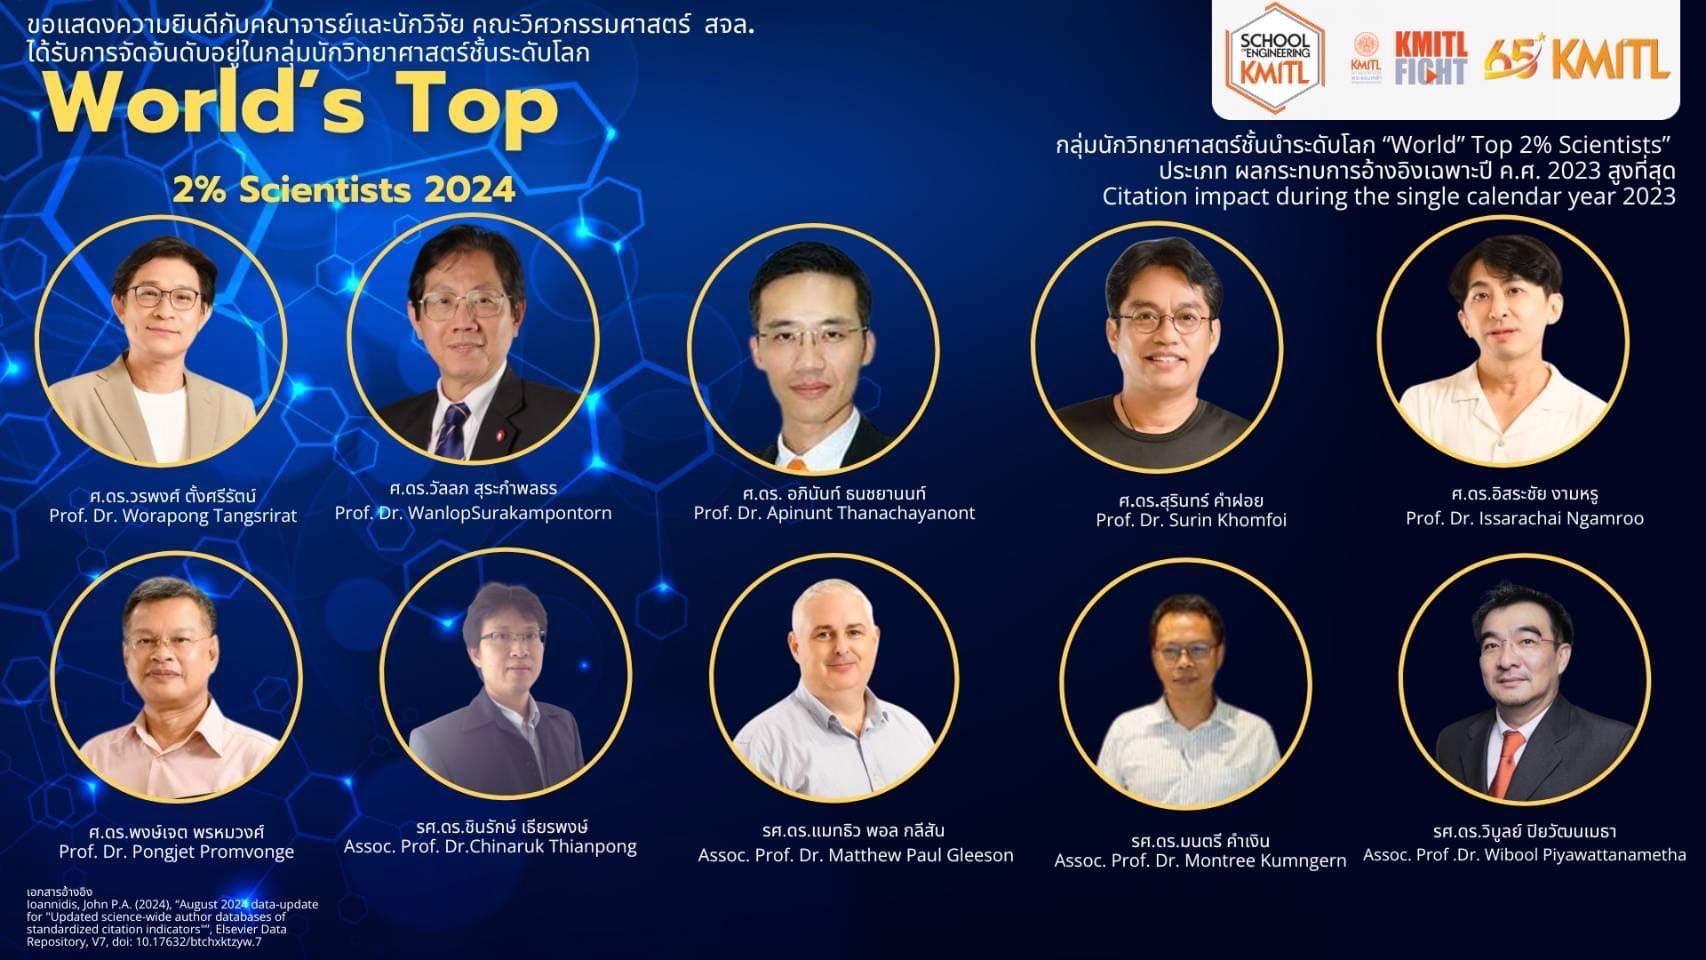 ขอแสดงความยินดีกับคณาจารย์และนักวิจัย คณะวิศวกรรมศาสตร์ สจล.
ได้รับการจัดอันดับอยู่ในกลุ่มนักวิทยาศาสตร์ชั้นระดับโลก
World's Top
2% Scientists 2024
SCHOOL
OF ENGINEERING
KMITL
KMITL
KMITL
FIGHT
65
KMITL
กลุ่มนักวิทยาศาสตร์ชั้นนำระดับโลก “World” Top 2% Scientists”
ประเภท ผลกระทบการอ้างอิงเฉพาะปี ค.ศ. 2023 สูงที่สุด
Citation impact during the single calendar year 2023
ศ.ดร.วรพงศ์ ตั้งศรีรัตน์
Prof. Dr. Worapong Tangsrirat
ศ.ดร.วัลลภ สุระกำพลธร
Prof. Dr. WanlopSurakampontorn
ศ.ดร. อภินันท์ ธนชยานนท์
Prof. Dr. Apinunt Thanachayanont
ศ.ดร.สุรินทร์ คำฝอย
Prof. Dr. Surin Khomfoi
ศ.ดร.อิสระชัย งามหรู
Prof. Dr. Issarachai Ngamroo
ศ.ดร.พงษ์เจต พรหมวงศ์
Prof. Dr. Pongjet Promvonge
รศ.ดร.ชินรักษ์ เธียรพงษ์
Assoc. Prof. Dr.Chinaruk Thianpong
รศ.ดร.แมทธิว พอล กลีสัน
Assoc. Prof. Dr. Matthew Paul Gleeson
รศ.ดร.มนตรี คำเงิน
Assoc. Prof. Dr. Montree Kumngern
รศ.ดร.วิบูลย์ ปิยวัฒนเมธา
Assoc. Prof .Dr. Wibool Piyawattanametha
เอกสารอ้างอิง
Ioannidis, John P.A. (2024), “August 2024 data-update
for "Updated science-wide author databases of
standardized citation indicators"”, Elsevier Data
Repository, V7, doi: 10.17632/btchxktzyw.7